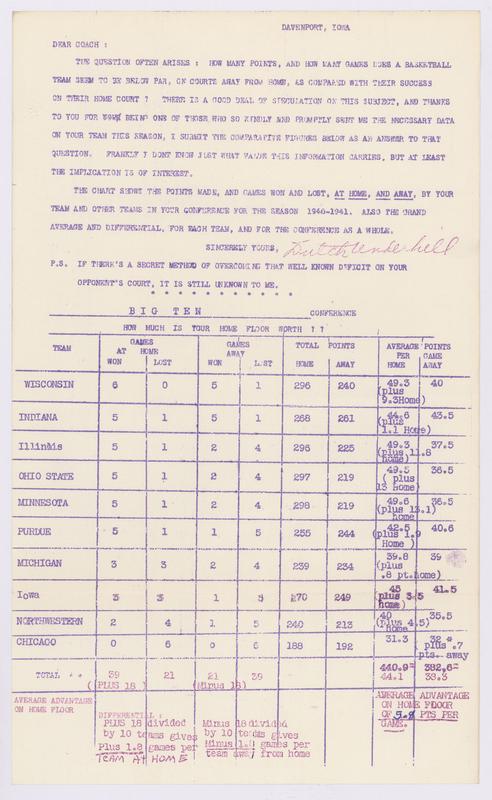 DAVENPORT, IOWA
DEAR COACH :
THE QUESTION OFTEN ARISES : HOW MANY POINTS, AND HOW MANY GAMES DOES A BASKETBALL
TEAM SEEM TO BE BELOW PAR, ON COURTS AWAY FROM HOME, AS COMPARED WITH THEIR SUCCESS
ON THEIR HOME COURT ? THERE IS A GOOD DEAL OF SPECULATION ON THIS SUBJECT, AND THANKS
TO YOU FOR BEING ONE OF THOSE WHO SO KINDLY AND PROMPTLY SENT ME THE NECESSARY DATA
ON YOUR TEAM THIS SEASON, I SUBMIT THE COMPARATIVE FIGURES BELOW AS AN ANSWER TO THAT
QUESTION. FRANKLY I DONT KNOW JUST WHAT VALUE THIS INFORMATION CARRIES, BUT AT LEAST
THE IMPLICATION IS OF INTEREST.
THE CHART SHOWS THE POINTS MADE, AND GAMES WON AND LOST, AT HOME, AND AWAY, BY YOUR
TEAM AND OTHER TEAMS IN YOUR CONFERENCE FOR THE SEASON 1940-1941. ALSO THE GRAND
AVERAGE AND DIFFERENTIAL, FOR EACH TEAM, AND FOR THE CONFERENCE AS A WHOLE.
SINCERELY YOURS, Dutch Underhill
P.S. IF THERE'S A SECRET METHOD OF OVERCOMING THAT WELL KNOWN DEFICIT ON YOUR
OPPONENT'S COURT, IT IS STILL UNKNOWN TO ME.
* * * * * * * * * * *
BIG TEN CONFERENCE
HOW MUCH IS YOUR HOME FLOOR WORTH ? ?
TEAM GAMES AT HOME WON LOST GAMES AWAY WON LOST TOTAL POINTS HOME AWAY AVERAGE POINTS PER GAME HOME AWAY
WISCONSIN 6 0 5 1 296 240 49.3 (plus 9.3Home) 40
INDIANA 5 1 5 1 268 261 44.6 (plus 1.1 Home) 43.5
Illinois 5 1 2 4 296 225 49.3 (plus 11.8 home) 37.5
OHIO STATE 5 1 2 4 297 219 49.5 ( plus 13 Home) 36.5
MINNESOTA 5 1 2 4 298 219 49.6 (plus 13.1) home 36.5
PURDUE 5 1 1 5 255 244 42.5 (plus 1.9 Home ) 40.6
MICHIGAN 3 3 2 4 239 234 39.8 (plus .8 pt.home) 39
Iowa 3 3 1 5 270 249 45 (plus 3.5 home) 41.5
NORTHWESTERN 2 4 1 5 240 213 40 (plus 4.5) home 35.5
CHICAGO 0 6 0 6 188 192 31.3 32 * ( plus .7 pts. away
TOTAL * * 39 21 21 39 440.9= 382.6=
(PLUS 18 ) (Minus 18) 44.1 38.3
AVERAGE ADVANTAGE
ON HOME FLOOR
DIFFERENTIAL :
PLUS 18 divided
by 10 teams gives
Plus 1.8 games per
TEAM AT HOME
Minus 18 divided
by 10 teams gives
Minus 1.8 games per
team away from home
AVERAGE ADVANTAGE
ON HOME FLOOR
OF 5.8 PTS PER
GAME.